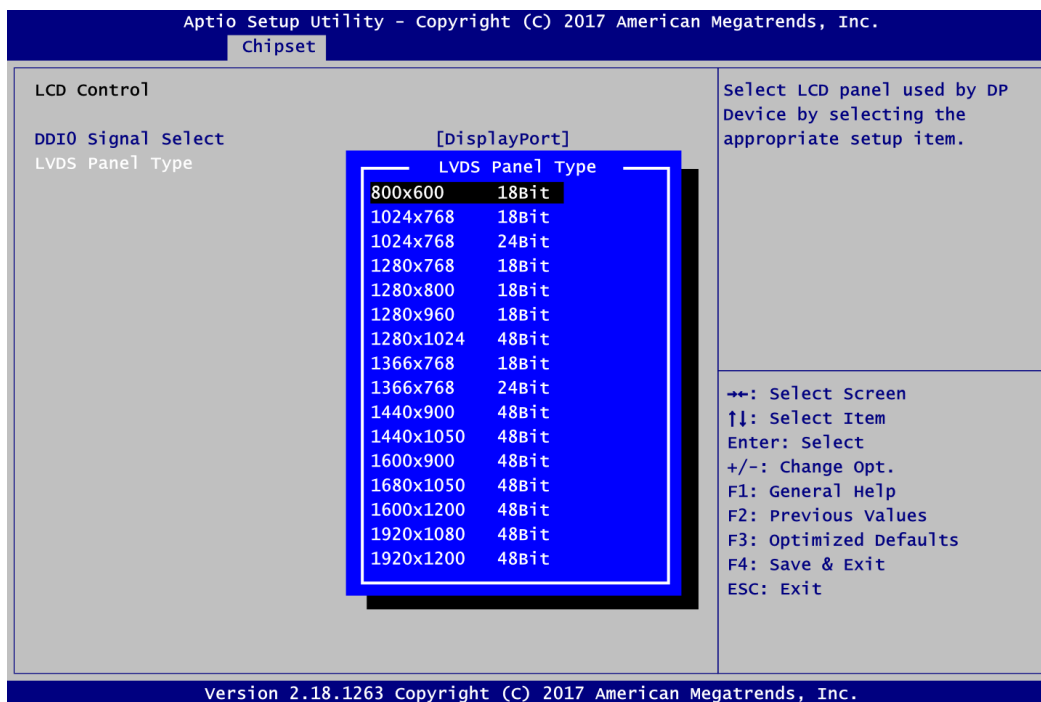 Aptio Setup Utility - Copyright (C) 2017 American Megatrends, Inc.
Chipset
LCD Control
DDI0 Signal Select [DisplayPort]
LVDS Panel Type
LVDS Panel Type
800x600 18Bit
1024x768 18Bit
1024x768 24Bit
1280x768 18Bit
1280x800 18Bit
1280x960 18Bit
1280x1024 48Bit
1366x768 18Bit
1366x768 24Bit
1440x900 48Bit
1440x1050 48Bit
1600x900 48Bit
1680x1050 48Bit
1600x1200 48Bit
1920x1080 48Bit
1920x1200 48Bit
Select LCD panel used by DP
Device by selecting the
appropriate setup item.
→←: Select Screen
↑↓: Select Item
Enter: Select
+/-: Change Opt.
F1: General Help
F2: Previous Values
F3: Optimized Defaults
F4: Save & Exit
ESC: Exit
Version 2.18.1263 Copyright (C) 2017 American Megatrends, Inc.